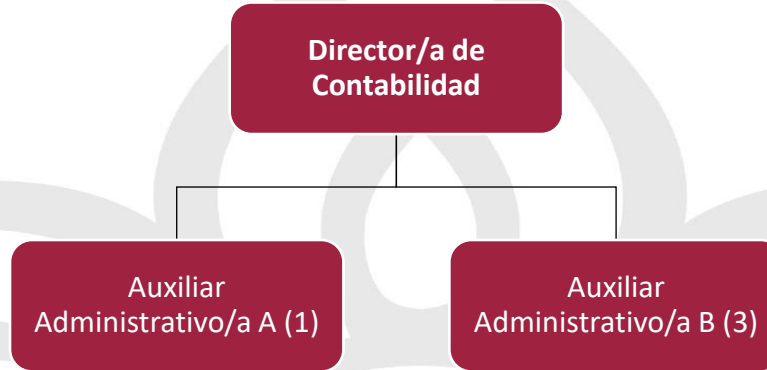 Director/a de
Contabilidad
Auxiliar
Administrativo/a A (1)
Auxiliar
Administrativo/a B (3)